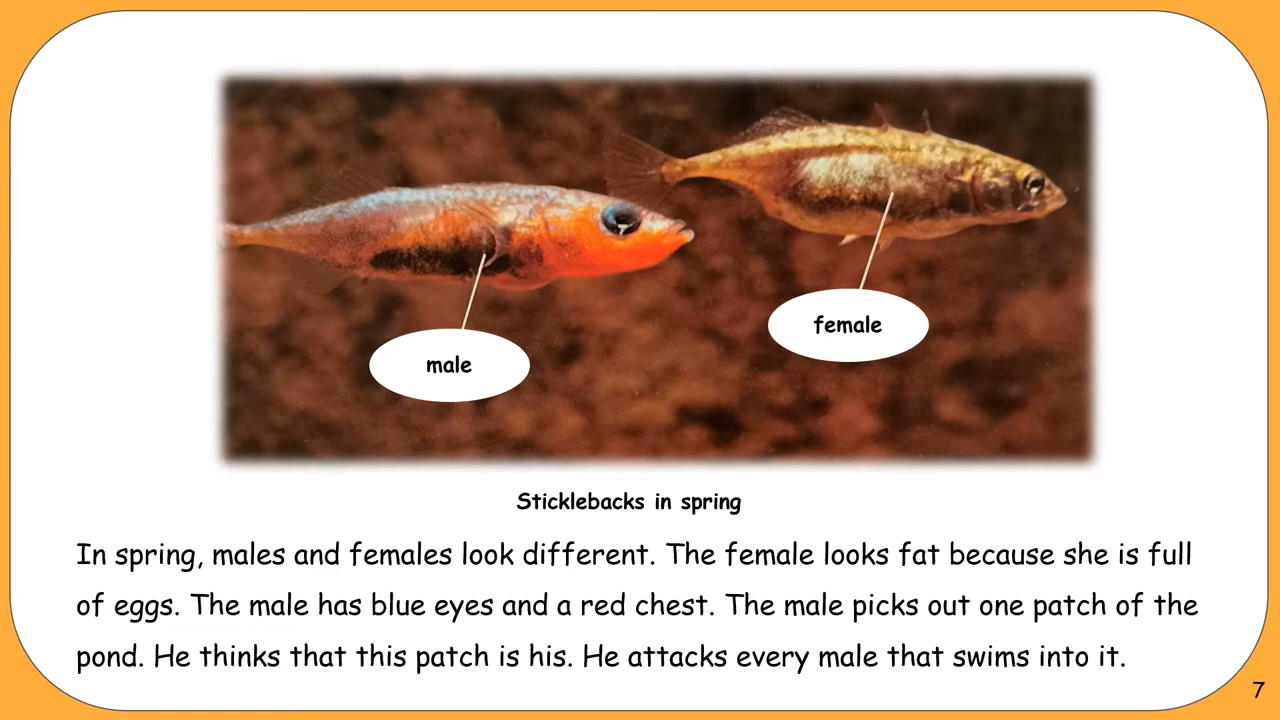 male
female
Sticklebacks in spring
In spring, males and females look different. The female looks fat because she is full
of eggs. The male has blue eyes and a red chest. The male picks out one patch of the
pond. He thinks that this patch is his. He attacks every male that swims into it.
7